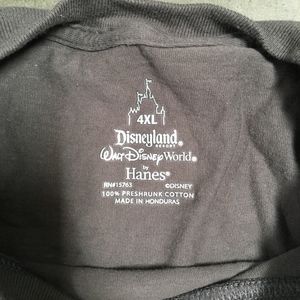 4XL
Disneyland
RESORT
Walt Disney World®
by
Hanes®
RN#15763 ©DISNEY
100% PRESHRUNK COTTON
MADE IN HONDURAS